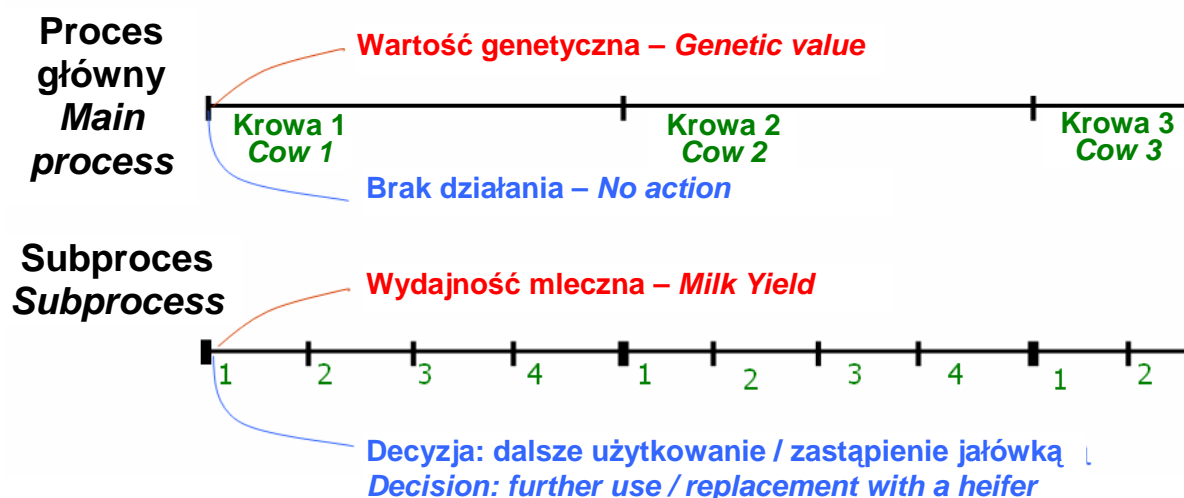 Proces
główny
Main
process
Wartość genetyczna – Genetic value
Krowa 1
Cow 1
Krowa 2
Cow 2
Krowa 3
Cow 3
Brak działania – No action
Subproces
Subprocess
Wydajność mleczna – Milk Yield
1 2 3 4 1 2 3 4 1 2
Decyzja: dalsze użytkowanie / zastąpienie jałówką
Decision: further use / replacement with a heifer